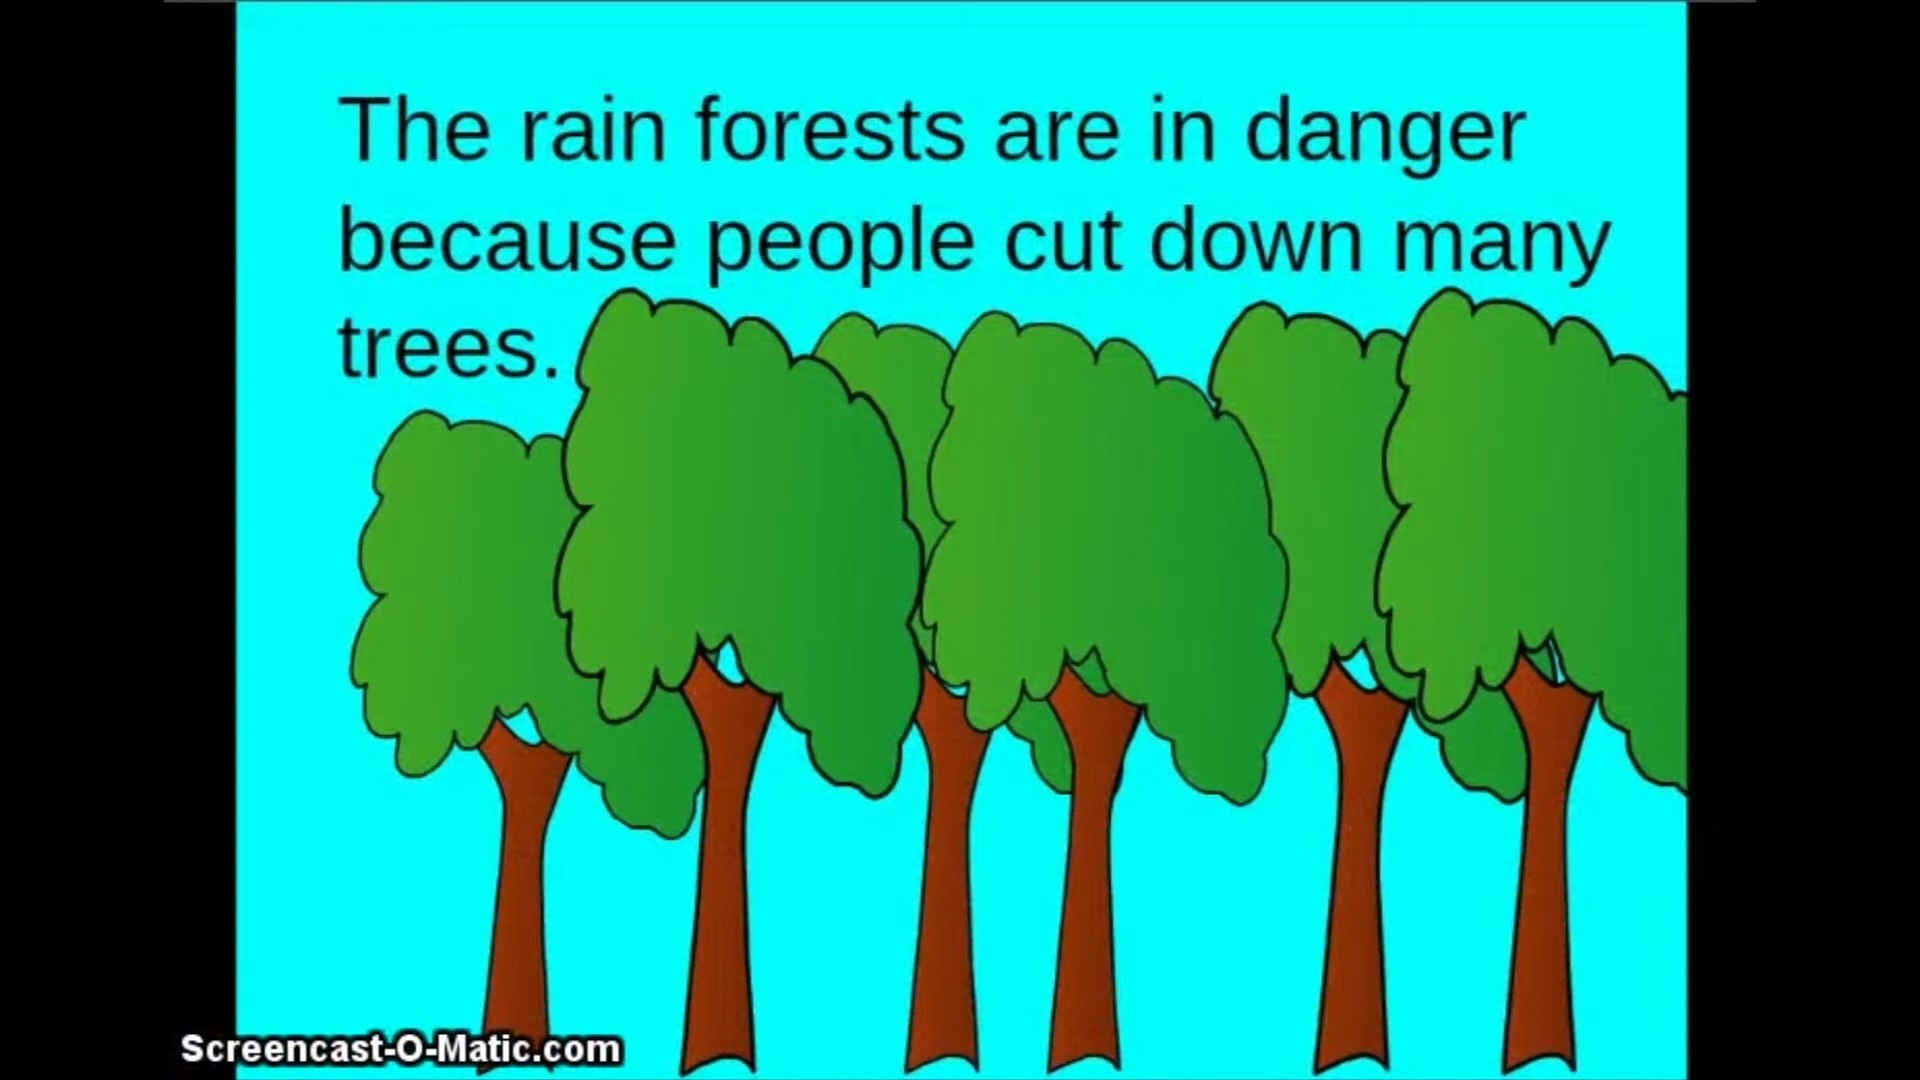 The rain forests are in danger
because people cut down many
trees.
Screencast-O-Matic.com